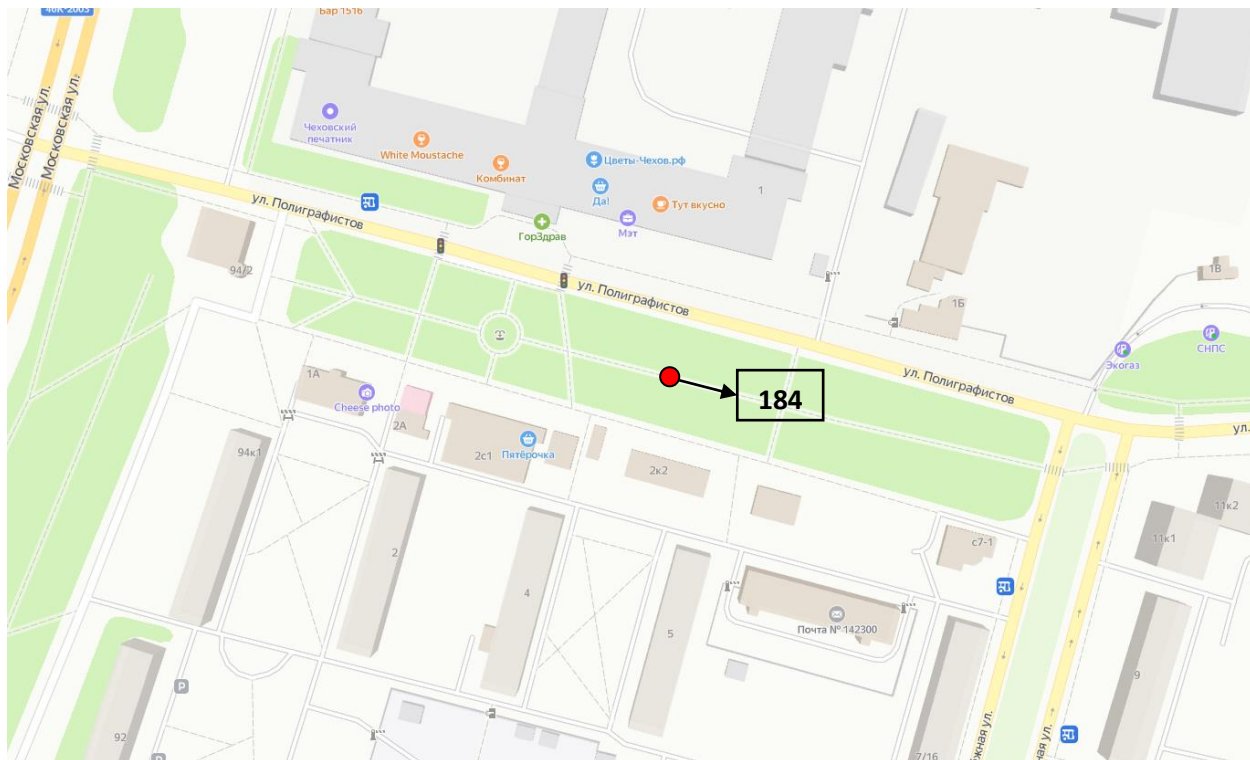 46К-2005
Бар 1516
Московская ул.
Московская ул.
Чеховский
печатник
White Moustache
Комбинат
Цветы-Чехов.рф
Да!
1
Тут вкусно
Мэт
ГорЗдрав
ул. Полиграфистов
94/2
ул. Полиграфистов
1В
1Б
СНПС
Экогаз
ул. Полиграфистов
184
1А
Cheese photo
2А
94к1
2с1
Пятёрочка
2к2
ул.
11к2
11к1
с7-1
2
4
5
Почта № 142300
9
P
92
P
7/16
жная ул.
ная ул.